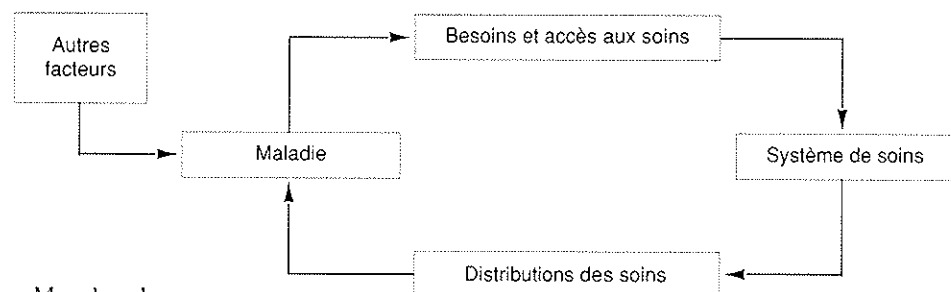 Autres
facteurs
Besoins et accès aux soins
Maladie
Système de soins
Distributions des soins